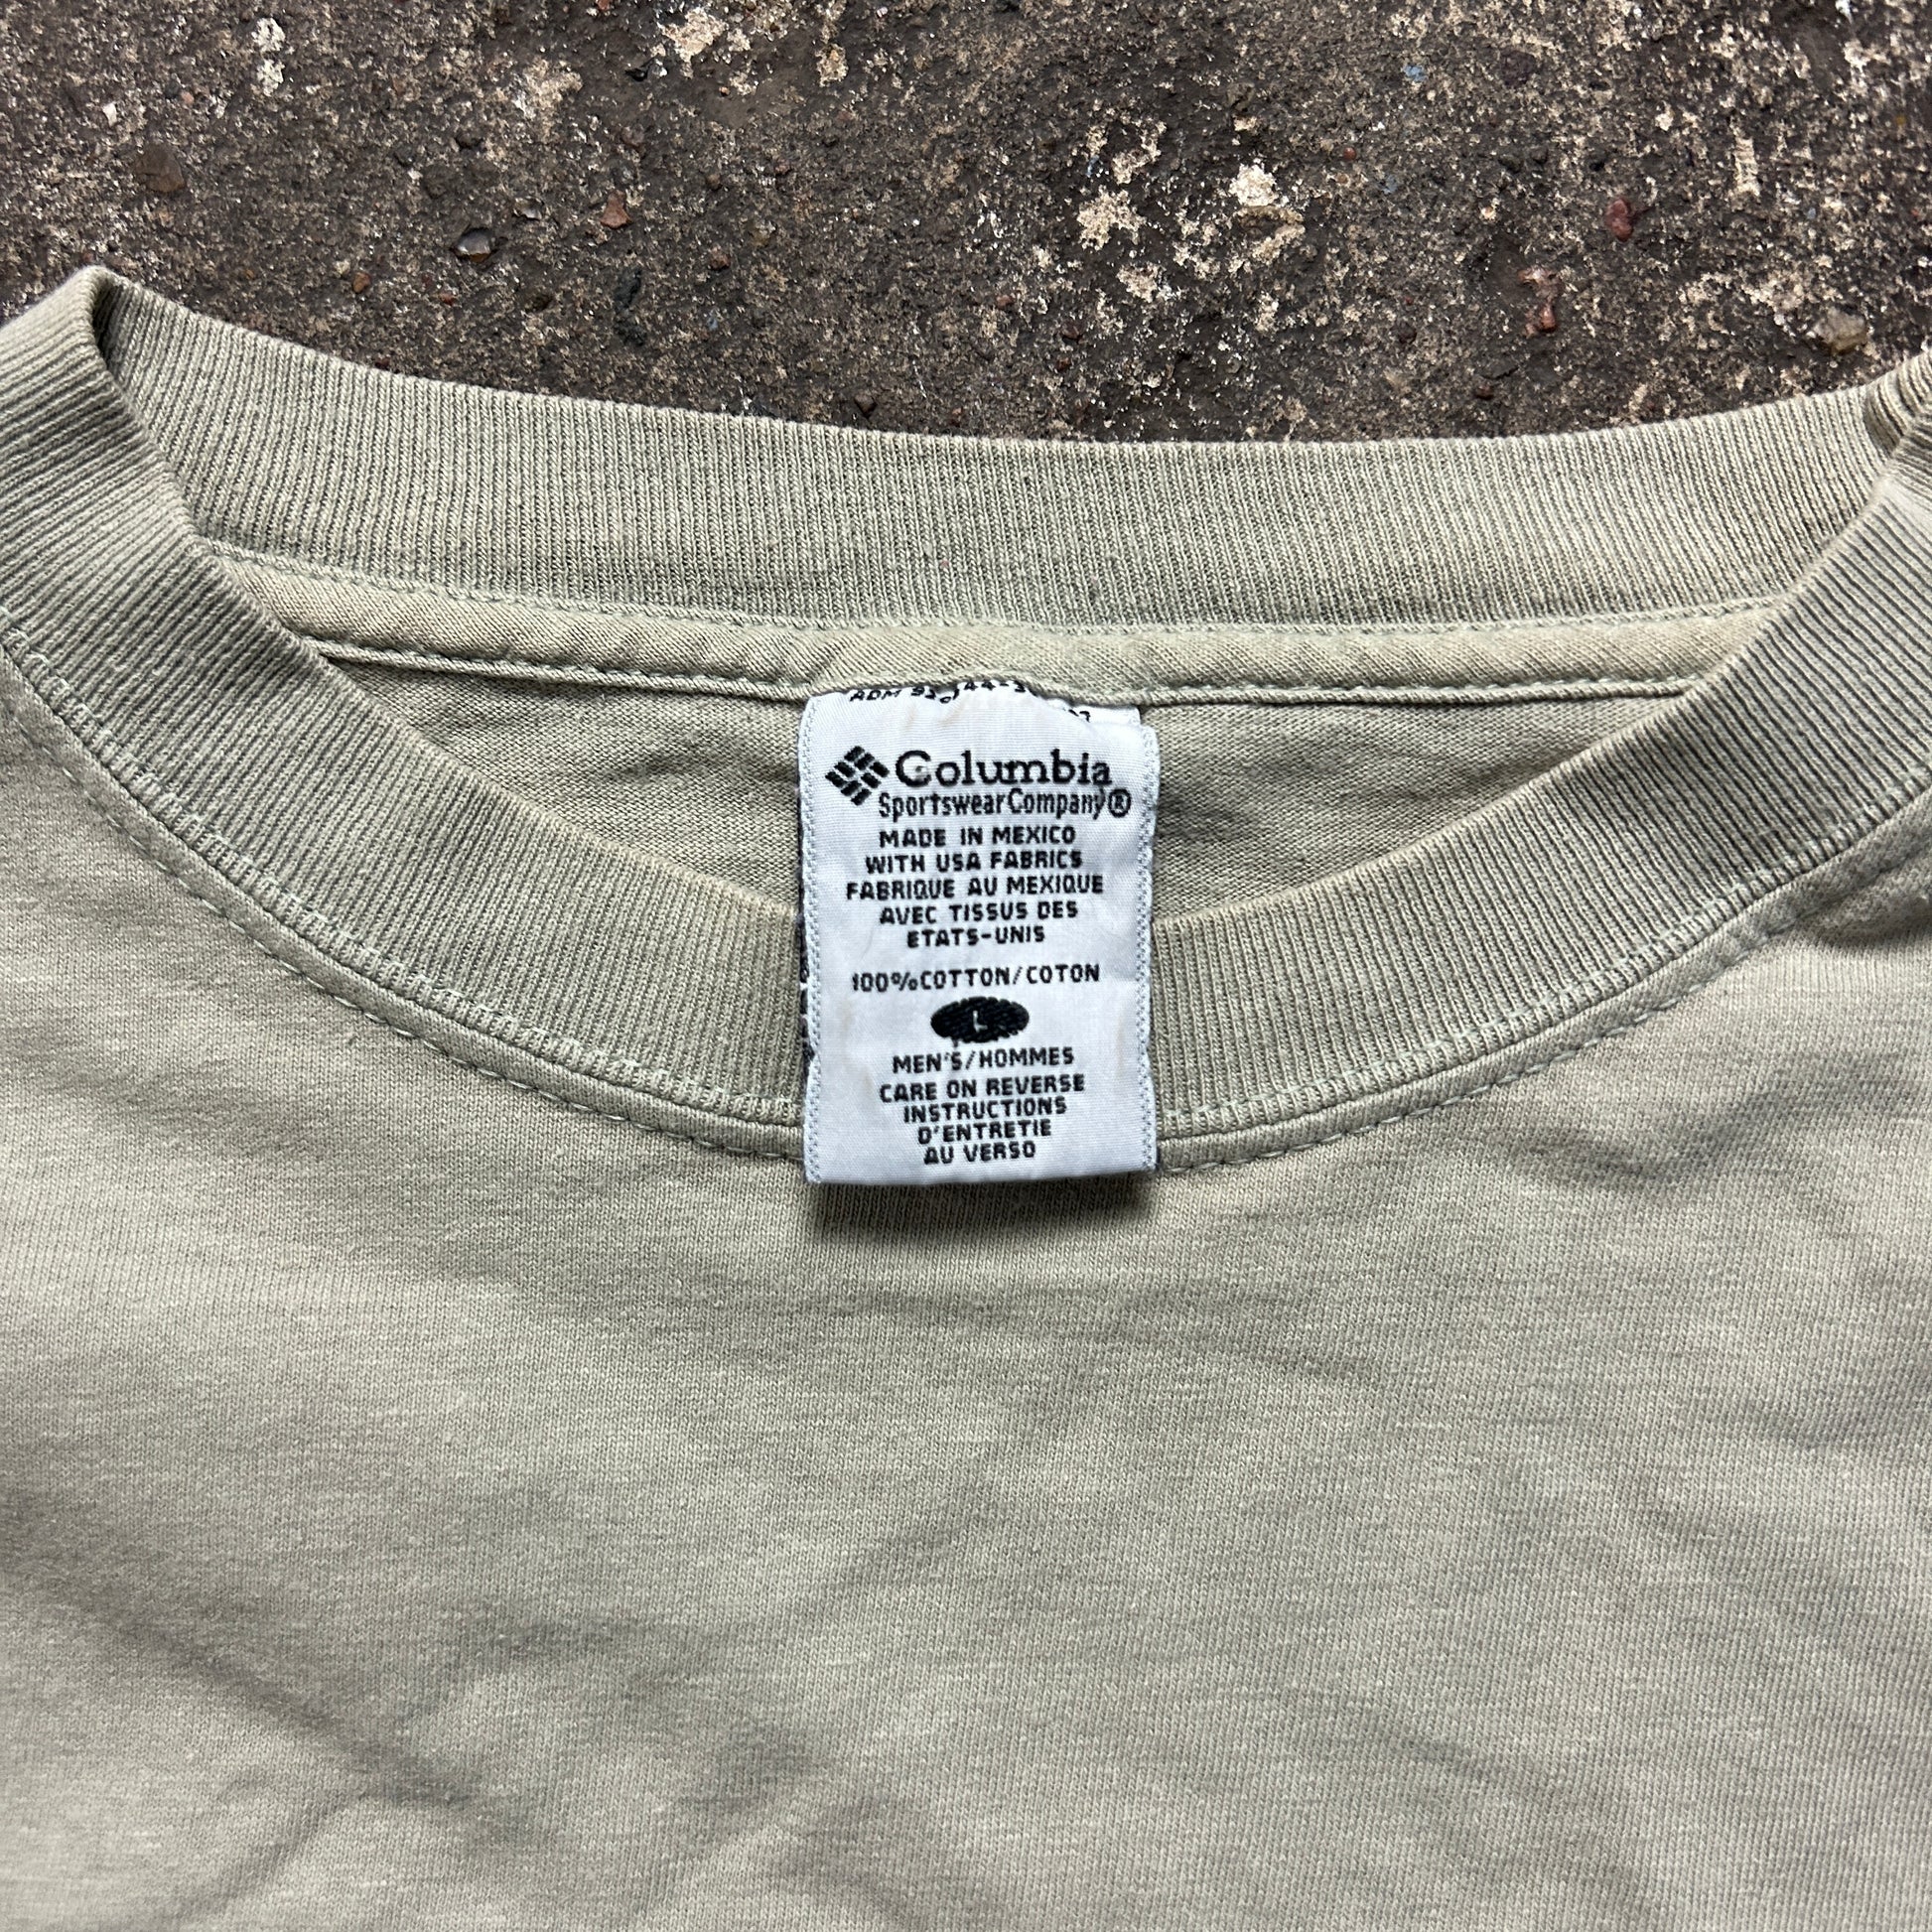 Columbia
SportswearCompany®
MADE IN MEXICO
WITH USA FABRICS
FABRIQUE AU MEXIQUE
AVEC TISSUS DES
ETATS-UNIS
100%COTTON/COTON
L
MEN'S/HOMMES
CARE ON REVERSE
INSTRUCTIONS
D'ENTRETIE
AU VERSO